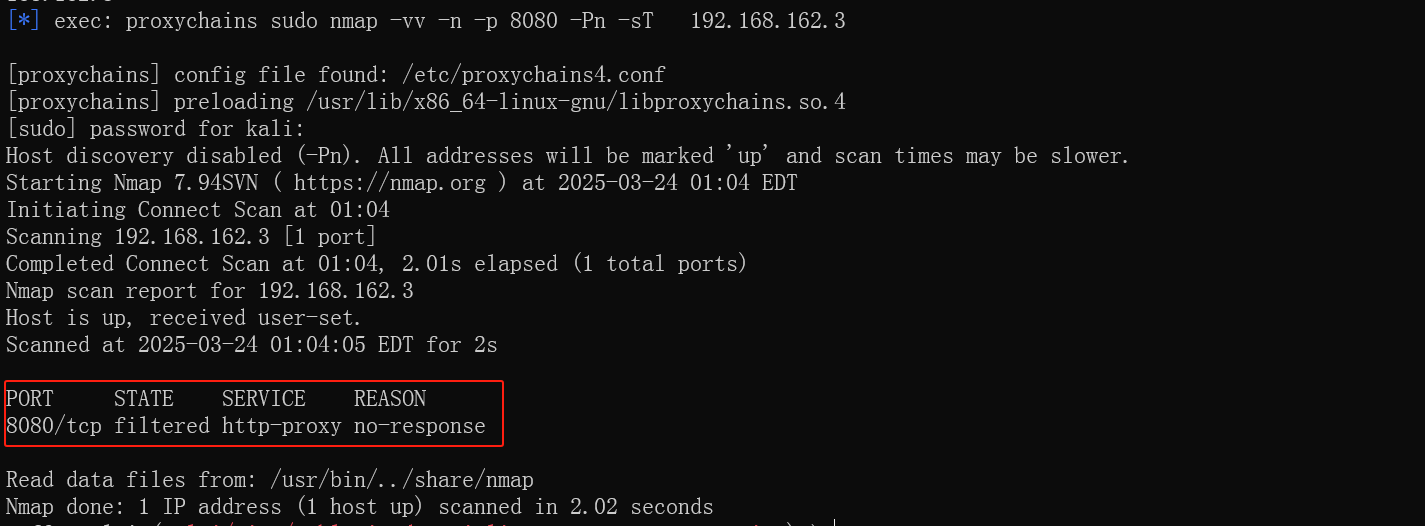 [*] exec: proxychains sudo nmap -vv -n -p 8080 -Pn -sT   192.168.162.3
[proxychains] config file found: /etc/proxychains4.conf
[proxychains] preloading /usr/lib/x86_64-linux-gnu/libproxychains.so.4
[sudo] password for kali:
Host discovery disabled (-Pn). All addresses will be marked 'up' and scan times may be slower.
Starting Nmap 7.94SVN ( https://nmap.org ) at 2025-03-24 01:04 EDT
Initiating Connect Scan at 01:04
Scanning 192.168.162.3 [1 port]
Completed Connect Scan at 01:04, 2.01s elapsed (1 total ports)
Nmap scan report for 192.168.162.3
Host is up, received user-set.
Scanned at 2025-03-24 01:04:05 EDT for 2s
PORT     STATE    SERVICE    REASON
8080/tcp filtered http-proxy no-response
Read data files from: /usr/bin/../share/nmap
Nmap done: 1 IP address (1 host up) scanned in 2.02 seconds